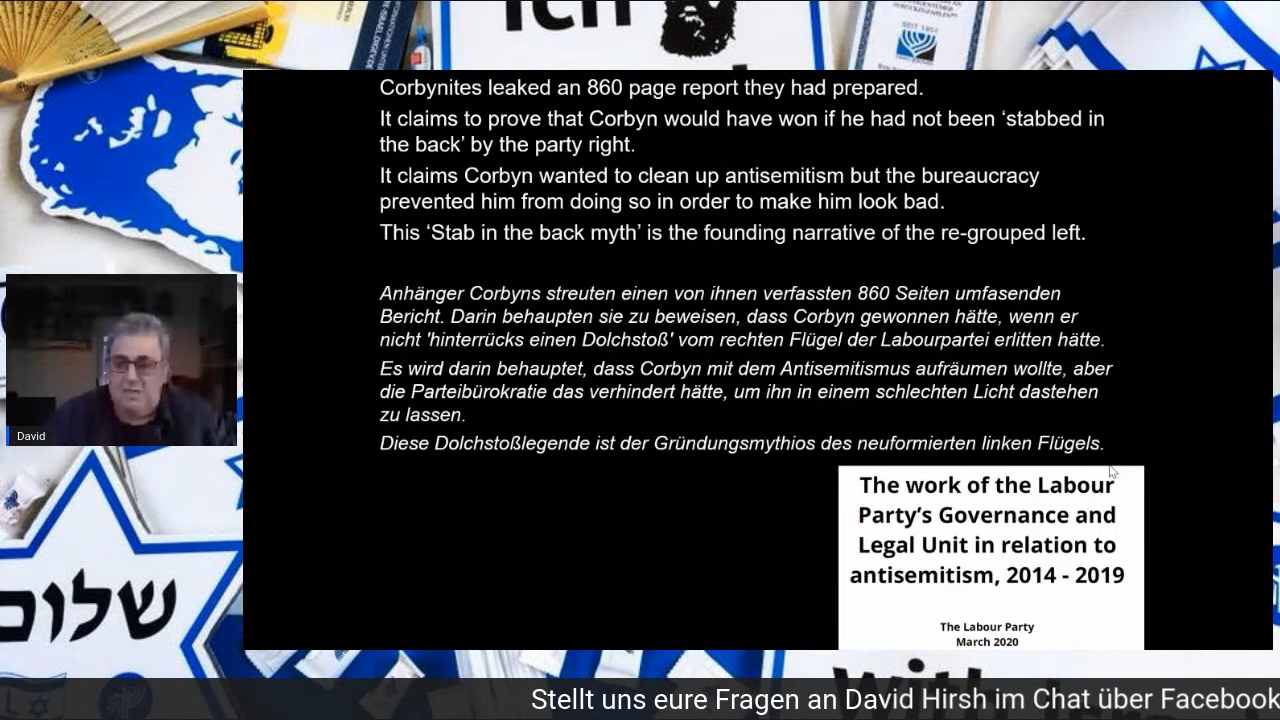 ich
SEIT 1951
Corbynites leaked an 860 page report they had prepared.
It claims to prove that Corbyn would have won if he had not been ‘stabbed in
the back’ by the party right.
It claims Corbyn wanted to clean up antisemitism but the bureaucracy
prevented him from doing so in order to make him look bad.
This ‘Stab in the back myth’ is the founding narrative of the re-grouped left.
Anhänger Corbyns streuten einen von ihnen verfassten 860 Seiten umfasenden
Bericht. Darin behaupten sie zu beweisen, dass Corbyn gewonnen hätte, wenn er
nicht 'hinterrücks einen Dolchstoß' vom rechten Flügel der Labourpartei erlitten hätte.
Es wird darin behauptet, dass Corbyn mit dem Antisemitismus aufräumen wollte, aber
die Parteibürokratie das verhindert hätte, um ihn in einem schlechten Licht dastehen
zu lassen.
Diese Dolchstoßlegende ist der Gründungsmythios des neuformierten linken Flügels.
David
The work of the Labour
Party’s Governance and
Legal Unit in relation to
antisemitism, 2014 - 2019
The Labour Party
March 2020
שלום
With
Stellt uns eure Fragen an David Hirsh im Chat über Facebook